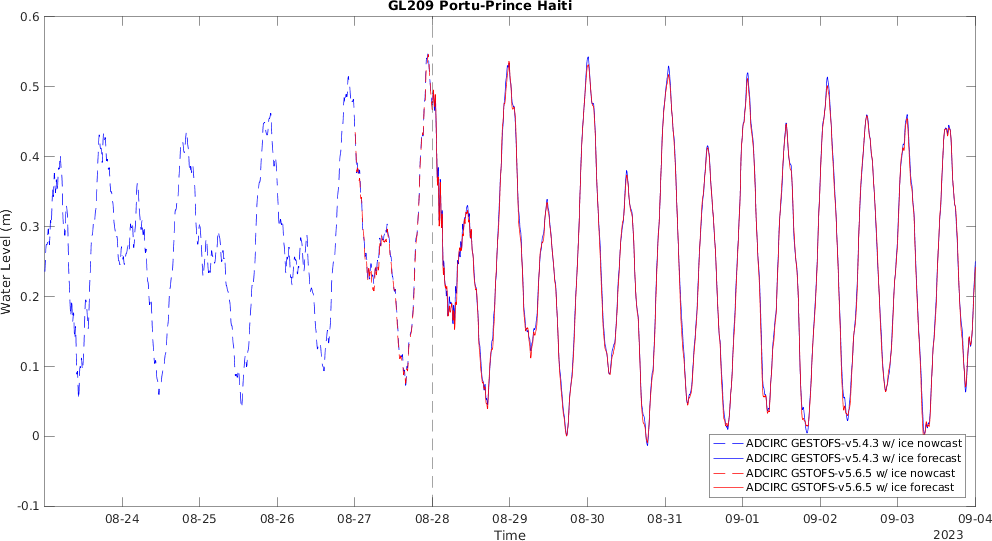 GL209 Portu-Prince Haiti
0.6
0.5
0.4
0.3
0.2
0.1
0
-0.1
Water Level (m)
ADCIRC GESTOFS-v5.4.3 w/ ice nowcast
ADCIRC GESTOFS-v5.4.3 w/ ice forecast
ADCIRC GSTOFS-v5.6.5 w/ ice nowcast
ADCIRC GSTOFS-v5.6.5 w/ ice forecast
08-24 08-25 08-26 08-27 08-28 08-29 08-30 08-31 09-01 09-02 09-03 09-04
Time
2023